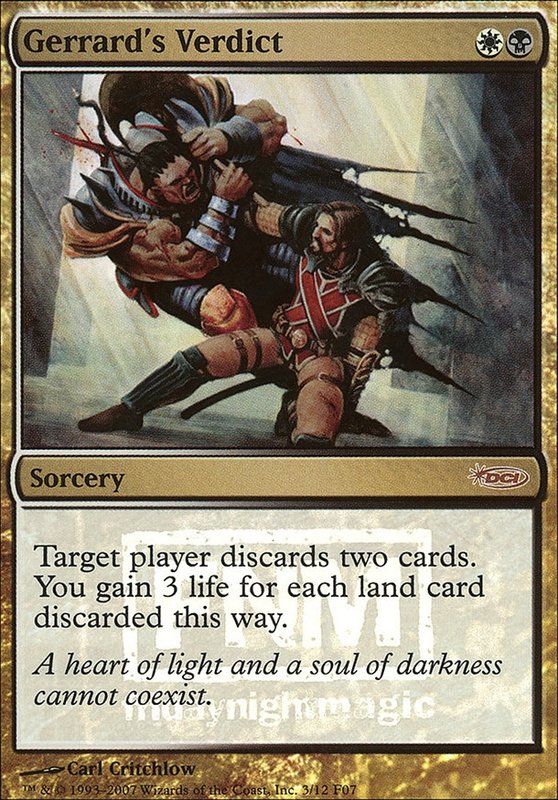 Gerrard's Verdict
Sorcery
DCI
Target player discards two cards.
You gain 3 life for each land card
discarded this way.
A heart of light and a soul of darkness
cannot coexist.
FNM
fridaynightmagic
Carl Critchlow
™ & © 1993–2007 Wizards of the Coast, Inc. 3/12 F07